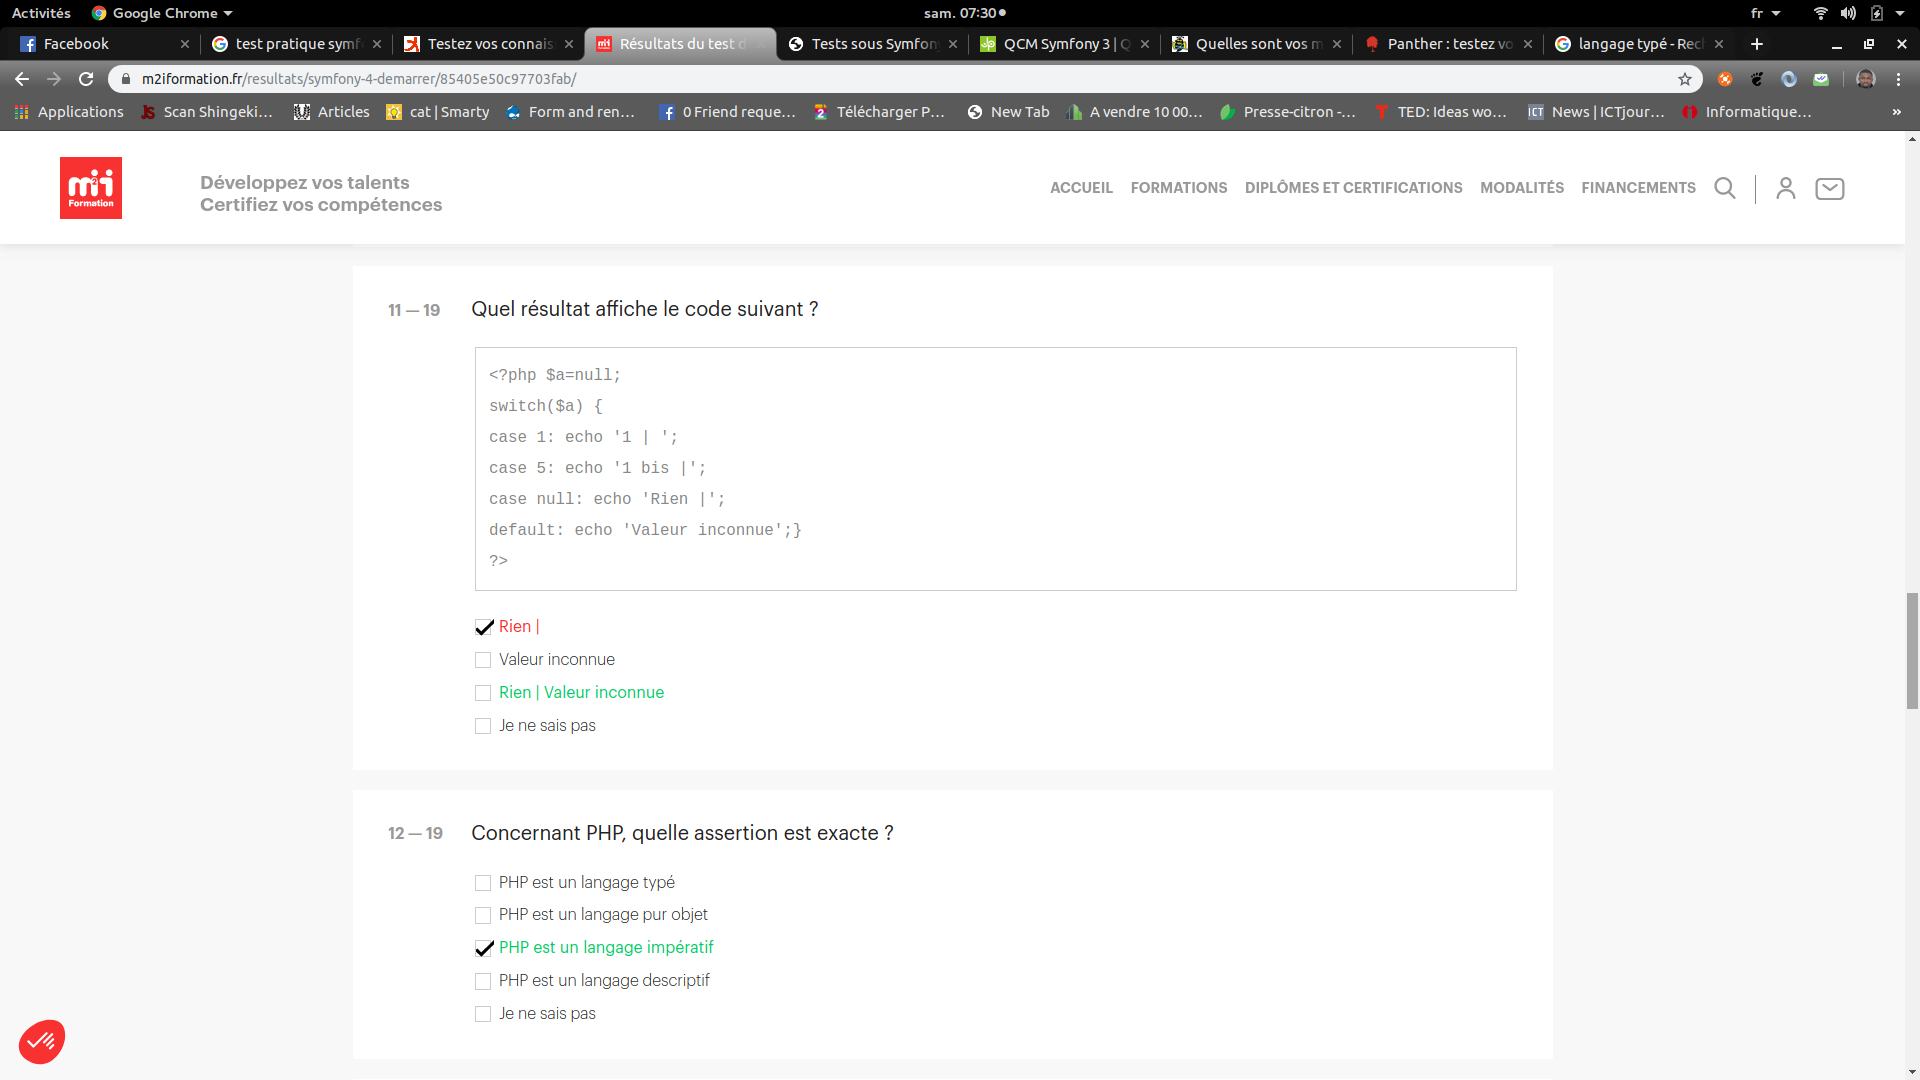 Activités
Google Chrome
sam. 07:30
fr
Facebook
test pratique symf
Testez vos connais
Résultats du test d
Tests sous Symfon
QCM Symfony 3 | Q
Quelles sont vos m
Panther : testez vo
langage typé - Rec
m2iformation.fr/resultats/symfony-4-demarrer/85405e50c97703fab/
Applications
Scan Shingeki…
Articles
cat | Smarty
Form and ren…
0 Friend reque…
Télécharger P…
New Tab
A vendre 10 00…
Presse-citron -…
TED: Ideas wo…
ICT
News | ICTjour…
Informatique…
»
m2i
Formation
Développez vos talents
Certifiez vos compétences
ACCUEIL
FORMATIONS
DIPLÔMES ET CERTIFICATIONS
MODALITÉS
FINANCEMENTS
11 — 19
Quel résultat affiche le code suivant ?
<?php $a=null;
switch($a) {
case 1: echo '1 | ';
case 5: echo '1 bis |';
case null: echo 'Rien |';
default: echo 'Valeur inconnue';}
?>
Rien |
Valeur inconnue
Rien | Valeur inconnue
Je ne sais pas
12 — 19
Concernant PHP, quelle assertion est exacte ?
PHP est un langage typé
PHP est un langage pur objet
PHP est un langage impératif
PHP est un langage descriptif
Je ne sais pas